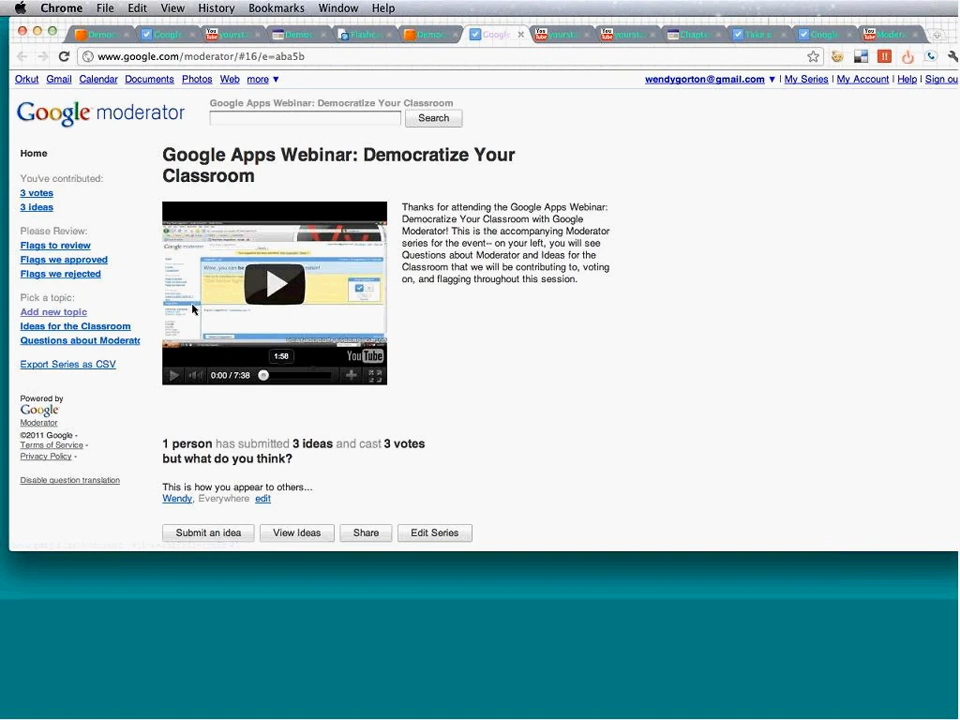 Chrome File Edit View History Bookmarks Window Help
www.google.com/moderator/#16/e=aba5b
Orkut Gmail Calendar Documents Photos Web more ▼
wendygorton@gmail.com ▼ | My Series | My Account | Help | Sign ou
Google moderator
Google Apps Webinar: Democratize Your Classroom
Search
Home
You've contributed:
3 votes
3 ideas
Please Review:
Flags to review
Flags we approved
Flags we rejected
Pick a topic:
Add new topic
Ideas for the Classroom
Questions about Moderato
Export Series as CSV
Powered by
Google
Moderator
©2011 Google -
Terms of Service -
Privacy Policy -
Disable question translation
Google Apps Webinar: Democratize Your
Classroom
1:58
YouTube
0:00 / 7:38
Thanks for attending the Google Apps Webinar:
Democratize Your Classroom with Google
Moderator! This is the accompanying Moderator
series for the event-- on your left, you will see
Questions about Moderator and Ideas for the
Classroom that we will be contributing to, voting
on, and flagging throughout this session.
1 person has submitted 3 ideas and cast 3 votes
but what do you think?
This is how you appear to others...
Wendy, Everywhere edit
Submit an idea View Ideas Share Edit Series